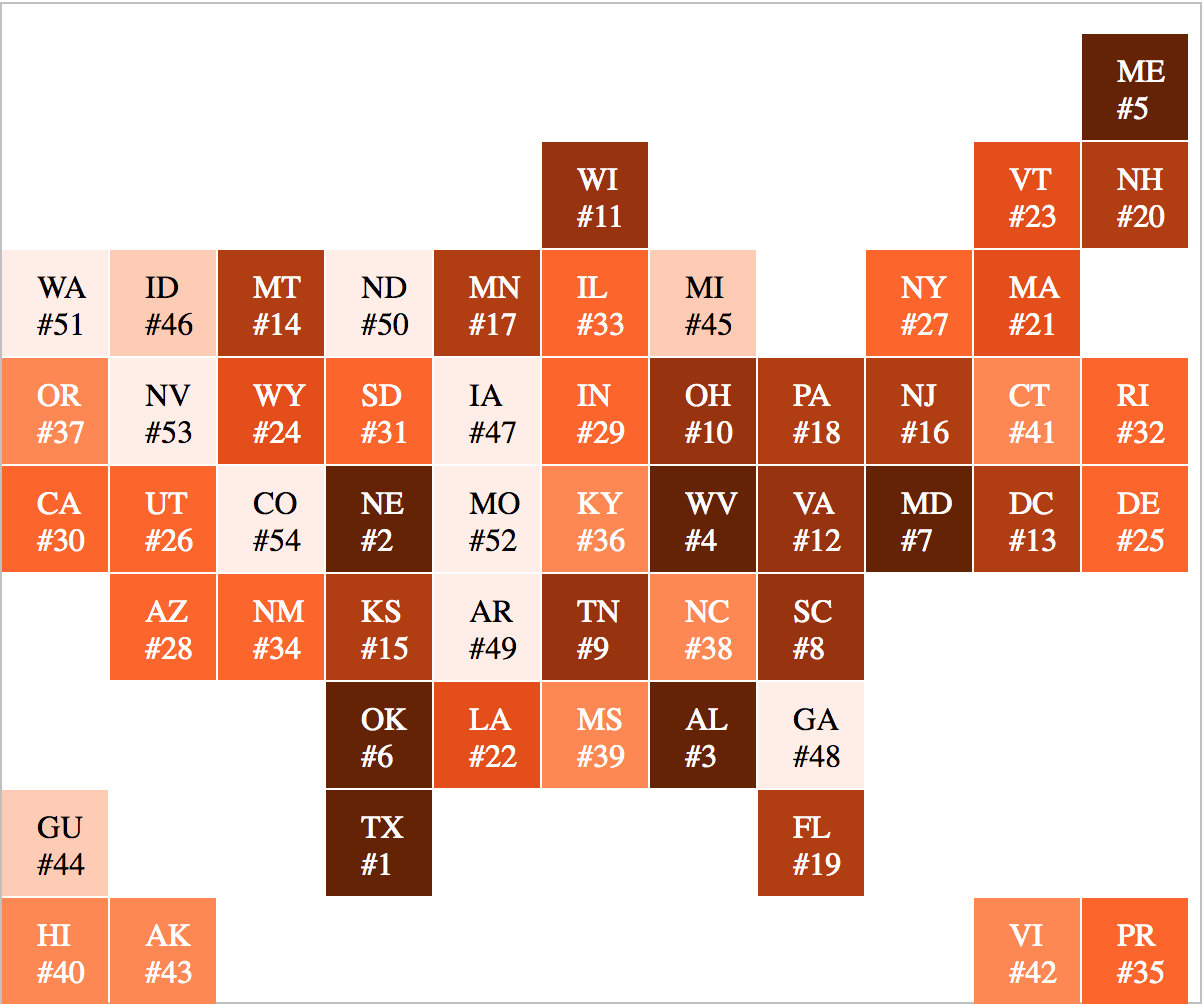 ME
#5
WI
#11
VT
#23
NH
#20
WA
#51
ID
#46
MT
#14
ND
#50
MN
#17
IL
#33
MI
#45
NY
#27
MA
#21
OR
#37
NV
#53
WY
#24
SD
#31
IA
#47
IN
#29
OH
#10
PA
#18
NJ
#16
CT
#41
RI
#32
CA
#30
UT
#26
CO
#54
NE
#2
MO
#52
KY
#36
WV
#4
VA
#12
MD
#7
DC
#13
DE
#25
AZ
#28
NM
#34
KS
#15
AR
#49
TN
#9
NC
#38
SC
#8
OK
#6
LA
#22
MS
#39
AL
#3
GA
#48
GU
#44
TX
#1
FL
#19
HI
#40
AK
#43
VI
#42
PR
#35